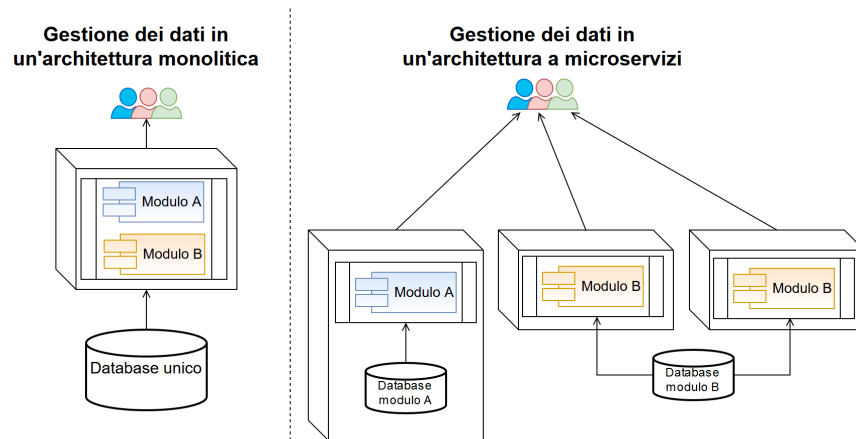 Gestione dei dati in
un'architettura monolitica
Modulo A
Modulo B
Database unico
Gestione dei dati in
un'architettura a microservizi
Modulo A
Database
modulo A
Modulo B
Modulo B
Database
modulo B